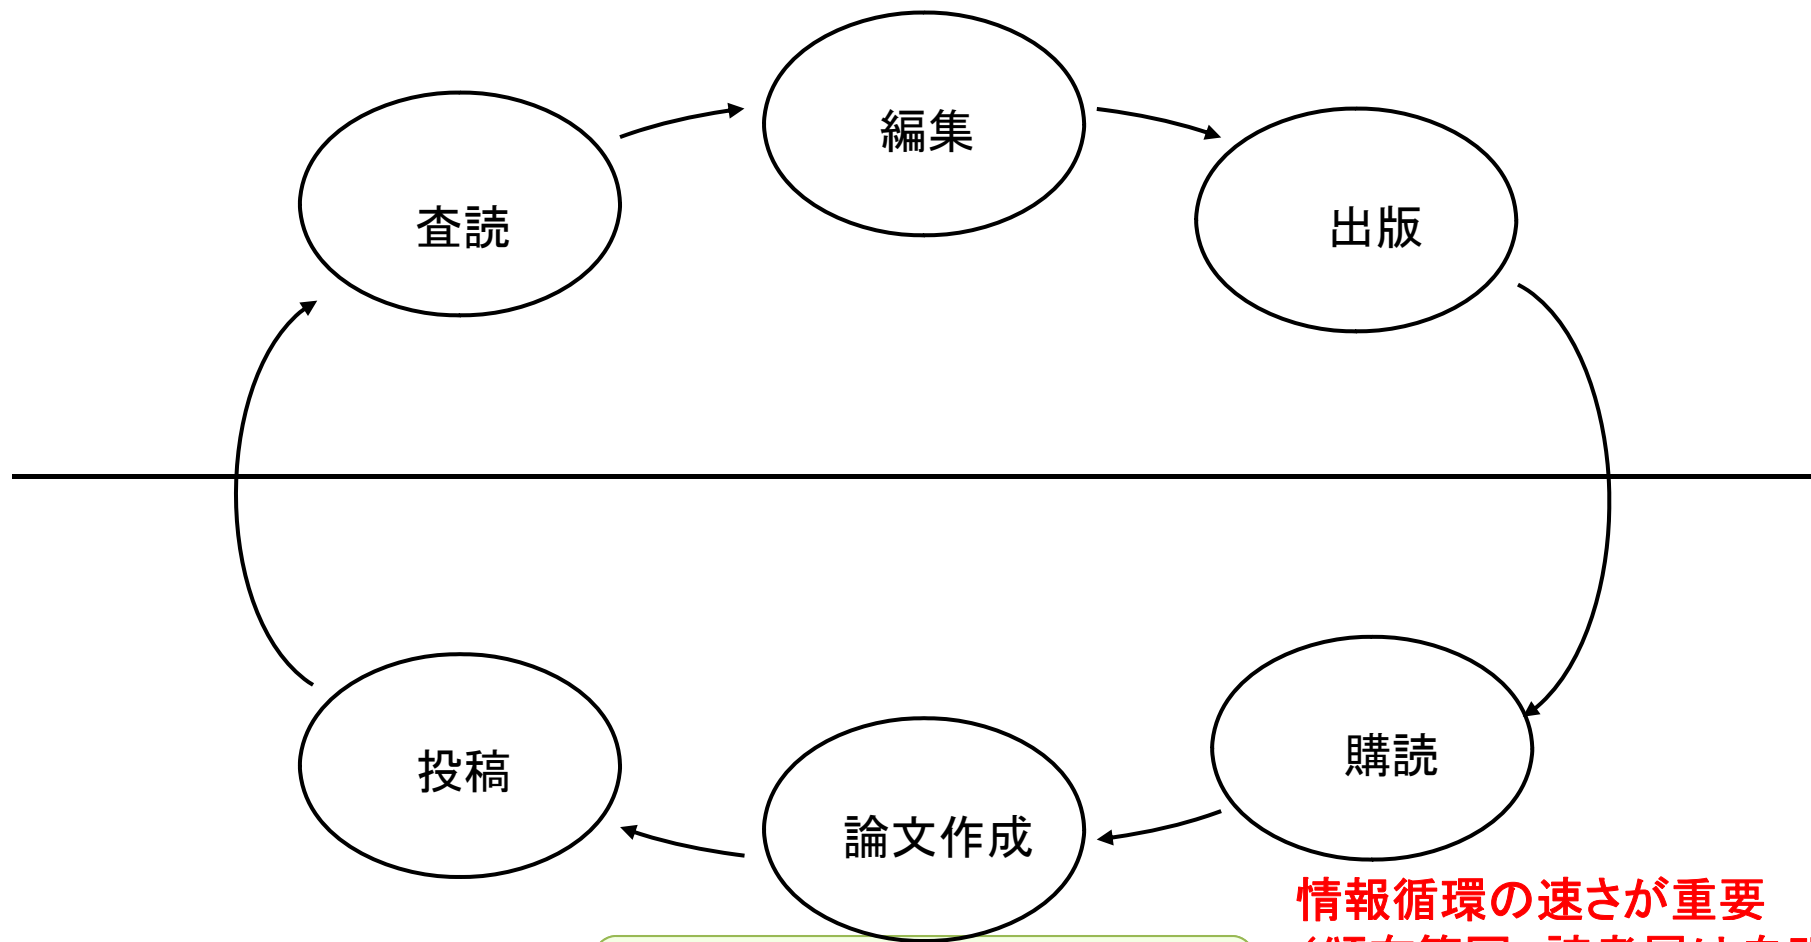 編集
査読
出版
購読
投稿
論文作成
情報循環の速さが重要